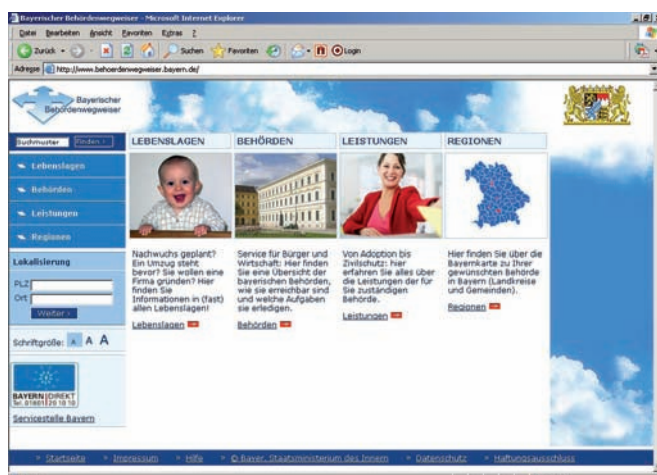 Bayerischer Behördenwegweiser - Microsoft Internet Explorer
Datei Bearbeiten Ansicht Favoriten Extras ?
Zurück Suchen Favoriten Login
Adresse http://www.behoerdenwegweiser.bayern.de/
Bayerischer
Behördenwegweiser
Suchmuster Finden >
Lebenslagen
Behörden
Leistungen
Regionen
Lokalisierung
PLZ
Ort
Weiter >
Schriftgröße: A A A
BAYERN DIREKT
Tel. 01801 20 10 10
Servicestelle Bayern
LEBENSLAGEN
Nachwuchs geplant?
Ein Umzug steht
bevor? Sie wollen eine
Firma gründen? Hier
finden Sie
Informationen in (fast)
allen Lebenslagen!
Lebenslagen
BEHÖRDEN
Service für Bürger und
Wirtschaft: Hier finden
Sie eine Übersicht der
bayerischen Behörden,
wie sie erreichbar sind
und welche Aufgaben
sie erledigen.
Behörden
LEISTUNGEN
Von Adoption bis
Zivilschutz: hier
erfahren Sie alles über
die Leistungen der für
Sie zuständigen
Behörde.
Leistungen
REGIONEN
Hier finden Sie über die
Bayernkarte zu Ihrer
gewünschten Behörde
in Bayern (Landkreise
und Gemeinden).
Regionen
» Startseite » Impressum » Hilfe » © Bayer. Staatsministerium des Innern » Datenschutz » Haftungsausschluss